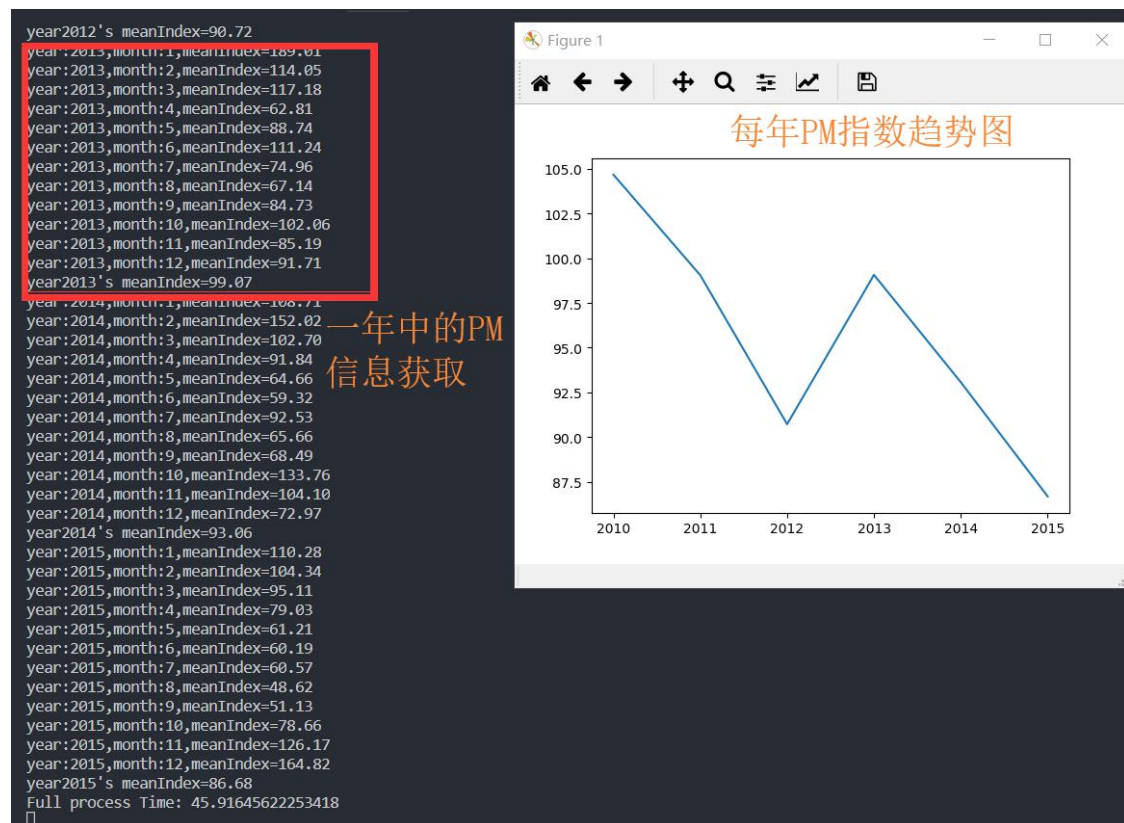 year2012's meanIndex=90.72
year:2013,month:1,meanIndex=189.01
year:2013,month:2,meanIndex=114.05
year:2013,month:3,meanIndex=117.18
year:2013,month:4,meanIndex=62.81
year:2013,month:5,meanIndex=88.74
year:2013,month:6,meanIndex=111.24
year:2013,month:7,meanIndex=74.96
year:2013,month:8,meanIndex=67.14
year:2013,month:9,meanIndex=84.73
year:2013,month:10,meanIndex=102.06
year:2013,month:11,meanIndex=85.19
year:2013,month:12,meanIndex=91.71
year2013's meanIndex=99.07
year:2014,month:1,meanIndex=108.71
year:2014,month:2,meanIndex=152.02
year:2014,month:3,meanIndex=102.70
year:2014,month:4,meanIndex=91.84
year:2014,month:5,meanIndex=64.66
year:2014,month:6,meanIndex=59.32
year:2014,month:7,meanIndex=92.53
year:2014,month:8,meanIndex=65.66
year:2014,month:9,meanIndex=68.49
year:2014,month:10,meanIndex=133.76
year:2014,month:11,meanIndex=104.10
year:2014,month:12,meanIndex=72.97
year2014's meanIndex=93.06
year:2015,month:1,meanIndex=110.28
year:2015,month:2,meanIndex=104.34
year:2015,month:3,meanIndex=95.11
year:2015,month:4,meanIndex=79.03
year:2015,month:5,meanIndex=61.21
year:2015,month:6,meanIndex=60.19
year:2015,month:7,meanIndex=60.57
year:2015,month:8,meanIndex=48.62
year:2015,month:9,meanIndex=51.13
year:2015,month:10,meanIndex=78.66
year:2015,month:11,meanIndex=126.17
year:2015,month:12,meanIndex=164.82
year2015's meanIndex=86.68
Full process Time: 45.91645622253418
一年中的PM
信息获取
Figure 1
每年PM指数趋势图
105.0
102.5
100.0
97.5
95.0
92.5
90.0
87.5
2010 2011 2012 2013 2014 2015